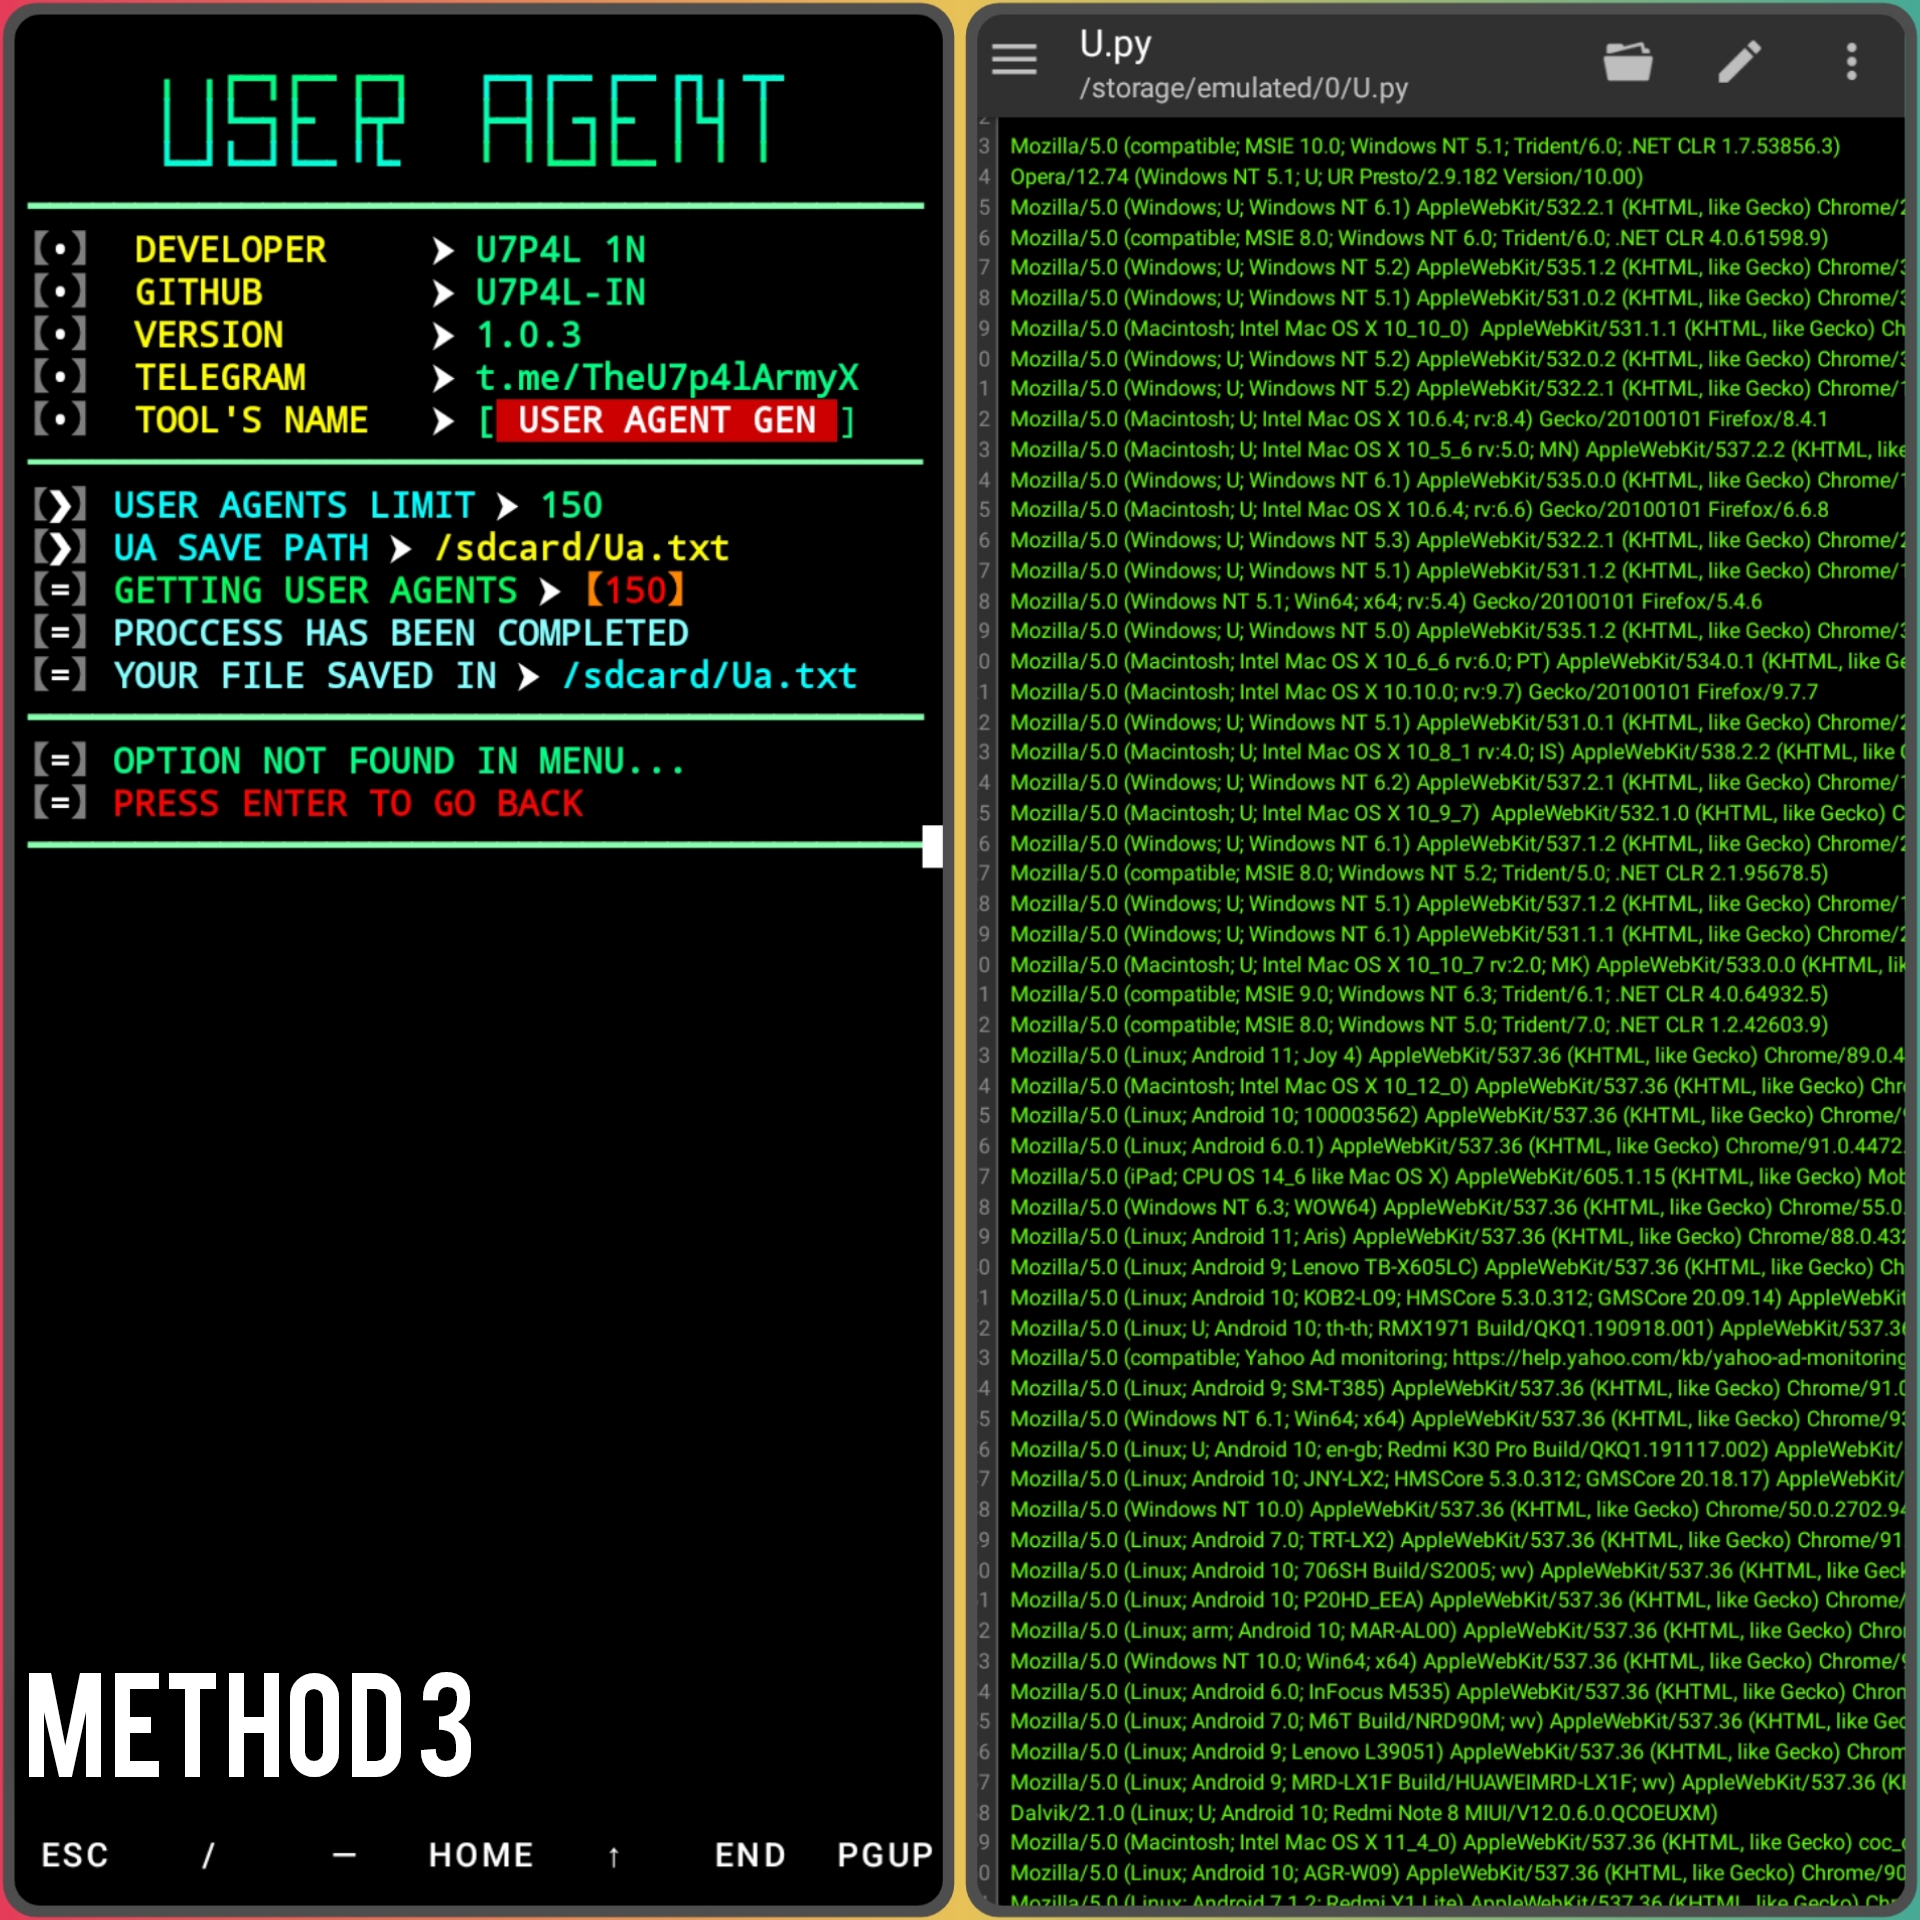 USER AGENT
【•】 DEVELOPER ➤ U7P4L 1N
【•】 GITHUB ➤ U7P4L-IN
【•】 VERSION ➤ 1.0.3
【•】 TELEGRAM ➤ t.me/TheU7p4lArmyX
【•】 TOOL'S NAME ➤ [ USER AGENT GEN ]
【❯】 USER AGENTS LIMIT ➤ 150
【❯】 UA SAVE PATH ➤ /sdcard/Ua.txt
【=】 GETTING USER AGENTS ➤ 【150】
【=】 PROCCESS HAS BEEN COMPLETED
【=】 YOUR FILE SAVED IN ➤ /sdcard/Ua.txt
【=】 OPTION NOT FOUND IN MENU...
【=】 PRESS ENTER TO GO BACK
METHOD 3
ESC / — HOME ↑ END PGUP
U.py
/storage/emulated/0/U.py
2
3 Mozilla/5.0 (compatible; MSIE 10.0; Windows NT 5.1; Trident/6.0; .NET CLR 1.7.53856.3)
4 Opera/12.74 (Windows NT 5.1; U; UR Presto/2.9.182 Version/10.00)
5 Mozilla/5.0 (Windows; U; Windows NT 6.1) AppleWebKit/532.2.1 (KHTML, like Gecko) Chrome/2
6 Mozilla/5.0 (compatible; MSIE 8.0; Windows NT 6.0; Trident/6.0; .NET CLR 4.0.61598.9)
7 Mozilla/5.0 (Windows; U; Windows NT 5.2) AppleWebKit/535.1.2 (KHTML, like Gecko) Chrome/3
8 Mozilla/5.0 (Windows; U; Windows NT 5.1) AppleWebKit/531.0.2 (KHTML, like Gecko) Chrome/3
9 Mozilla/5.0 (Macintosh; Intel Mac OS X 10_10_0) AppleWebKit/531.1.1 (KHTML, like Gecko) Ch
0 Mozilla/5.0 (Windows; U; Windows NT 5.2) AppleWebKit/532.0.2 (KHTML, like Gecko) Chrome/3
1 Mozilla/5.0 (Windows; U; Windows NT 5.2) AppleWebKit/532.2.1 (KHTML, like Gecko) Chrome/1
2 Mozilla/5.0 (Macintosh; U; Intel Mac OS X 10.6.4; rv:8.4) Gecko/20100101 Firefox/8.4.1
3 Mozilla/5.0 (Macintosh; U; Intel Mac OS X 10_5_6 rv:5.0; MN) AppleWebKit/537.2.2 (KHTML, like
4 Mozilla/5.0 (Windows; U; Windows NT 6.1) AppleWebKit/535.0.0 (KHTML, like Gecko) Chrome/1
5 Mozilla/5.0 (Macintosh; U; Intel Mac OS X 10.6.4; rv:6.6) Gecko/20100101 Firefox/6.6.8
6 Mozilla/5.0 (Windows; U; Windows NT 5.3) AppleWebKit/532.2.1 (KHTML, like Gecko) Chrome/2
7 Mozilla/5.0 (Windows; U; Windows NT 5.1) AppleWebKit/531.1.2 (KHTML, like Gecko) Chrome/1
8 Mozilla/5.0 (Windows NT 5.1; Win64; x64; rv:5.4) Gecko/20100101 Firefox/5.4.6
9 Mozilla/5.0 (Windows; U; Windows NT 5.0) AppleWebKit/535.1.2 (KHTML, like Gecko) Chrome/3
0 Mozilla/5.0 (Macintosh; Intel Mac OS X 10_6_6 rv:6.0; PT) AppleWebKit/534.0.1 (KHTML, like Ge
1 Mozilla/5.0 (Macintosh; Intel Mac OS X 10.10.0; rv:9.7) Gecko/20100101 Firefox/9.7.7
2 Mozilla/5.0 (Windows; U; Windows NT 5.1) AppleWebKit/531.0.1 (KHTML, like Gecko) Chrome/2
3 Mozilla/5.0 (Macintosh; U; Intel Mac OS X 10_8_1 rv:4.0; IS) AppleWebKit/538.2.2 (KHTML, like G
4 Mozilla/5.0 (Windows; U; Windows NT 6.2) AppleWebKit/537.2.1 (KHTML, like Gecko) Chrome/1
5 Mozilla/5.0 (Macintosh; U; Intel Mac OS X 10_9_7) AppleWebKit/532.1.0 (KHTML, like Gecko) C
6 Mozilla/5.0 (Windows; U; Windows NT 6.1) AppleWebKit/537.1.2 (KHTML, like Gecko) Chrome/2
7 Mozilla/5.0 (compatible; MSIE 8.0; Windows NT 5.2; Trident/5.0; .NET CLR 2.1.95678.5)
8 Mozilla/5.0 (Windows; U; Windows NT 5.1) AppleWebKit/537.1.2 (KHTML, like Gecko) Chrome/1
9 Mozilla/5.0 (Windows; U; Windows NT 6.1) AppleWebKit/531.1.1 (KHTML, like Gecko) Chrome/2
0 Mozilla/5.0 (Macintosh; U; Intel Mac OS X 10_10_7 rv:2.0; MK) AppleWebKit/533.0.0 (KHTML, lik
1 Mozilla/5.0 (compatible; MSIE 9.0; Windows NT 6.3; Trident/6.1; .NET CLR 4.0.64932.5)
2 Mozilla/5.0 (compatible; MSIE 8.0; Windows NT 5.0; Trident/7.0; .NET CLR 1.2.42603.9)
3 Mozilla/5.0 (Linux; Android 11; Joy 4) AppleWebKit/537.36 (KHTML, like Gecko) Chrome/89.0.4
4 Mozilla/5.0 (Macintosh; Intel Mac OS X 10_12_0) AppleWebKit/537.36 (KHTML, like Gecko) Chr
5 Mozilla/5.0 (Linux; Android 10; 100003562) AppleWebKit/537.36 (KHTML, like Gecko) Chrome/9
6 Mozilla/5.0 (Linux; Android 6.0.1) AppleWebKit/537.36 (KHTML, like Gecko) Chrome/91.0.4472.
7 Mozilla/5.0 (iPad; CPU OS 14_6 like Mac OS X) AppleWebKit/605.1.15 (KHTML, like Gecko) Mob
8 Mozilla/5.0 (Windows NT 6.3; WOW64) AppleWebKit/537.36 (KHTML, like Gecko) Chrome/55.0.
9 Mozilla/5.0 (Linux; Android 11; Aris) AppleWebKit/537.36 (KHTML, like Gecko) Chrome/88.0.432
0 Mozilla/5.0 (Linux; Android 9; Lenovo TB-X605LC) AppleWebKit/537.36 (KHTML, like Gecko) Ch
1 Mozilla/5.0 (Linux; Android 10; KOB2-L09; HMSCore 5.3.0.312; GMSCore 20.09.14) AppleWebKit
2 Mozilla/5.0 (Linux; U; Android 10; th-th; RMX1971 Build/QKQ1.190918.001) AppleWebKit/537.36
3 Mozilla/5.0 (compatible; Yahoo Ad monitoring; https://help.yahoo.com/kb/yahoo-ad-monitoring
4 Mozilla/5.0 (Linux; Android 9; SM-T385) AppleWebKit/537.36 (KHTML, like Gecko) Chrome/91.0
5 Mozilla/5.0 (Windows NT 6.1; Win64; x64) AppleWebKit/537.36 (KHTML, like Gecko) Chrome/93
6 Mozilla/5.0 (Linux; U; Android 10; en-gb; Redmi K30 Pro Build/QKQ1.191117.002) AppleWebKit/
7 Mozilla/5.0 (Linux; Android 10; JNY-LX2; HMSCore 5.3.0.312; GMSCore 20.18.17) AppleWebKit/
8 Mozilla/5.0 (Windows NT 10.0) AppleWebKit/537.36 (KHTML, like Gecko) Chrome/50.0.2702.94
9 Mozilla/5.0 (Linux; Android 7.0; TRT-LX2) AppleWebKit/537.36 (KHTML, like Gecko) Chrome/91
0 Mozilla/5.0 (Linux; Android 10; 706SH Build/S2005; wv) AppleWebKit/537.36 (KHTML, like Geck
1 Mozilla/5.0 (Linux; Android 10; P20HD_EEA) AppleWebKit/537.36 (KHTML, like Gecko) Chrome/
2 Mozilla/5.0 (Linux; arm; Android 10; MAR-AL00) AppleWebKit/537.36 (KHTML, like Gecko) Chro
3 Mozilla/5.0 (Windows NT 10.0; Win64; x64) AppleWebKit/537.36 (KHTML, like Gecko) Chrome/9
4 Mozilla/5.0 (Linux; Android 6.0; InFocus M535) AppleWebKit/537.36 (KHTML, like Gecko) Chrom
5 Mozilla/5.0 (Linux; Android 7.0; M6T Build/NRD90M; wv) AppleWebKit/537.36 (KHTML, like Gec
6 Mozilla/5.0 (Linux; Android 9; Lenovo L39051) AppleWebKit/537.36 (KHTML, like Gecko) Chrom
7 Mozilla/5.0 (Linux; Android 9; MRD-LX1F Build/HUAWEIMRD-LX1F; wv) AppleWebKit/537.36 (KH
8 Dalvik/2.1.0 (Linux; U; Android 10; Redmi Note 8 MIUI/V12.0.6.0.QCOEUXM)
9 Mozilla/5.0 (Macintosh; Intel Mac OS X 11_4_0) AppleWebKit/537.36 (KHTML, like Gecko) coc_c
0 Mozilla/5.0 (Linux; Android 10; AGR-W09) AppleWebKit/537.36 (KHTML, like Gecko) Chrome/90
Mozilla/5.0 (Linux; Android 7.1.2; Redmi Y1 Lite) AppleWebKit/537.36 (KHTML, like Gecko) Chr